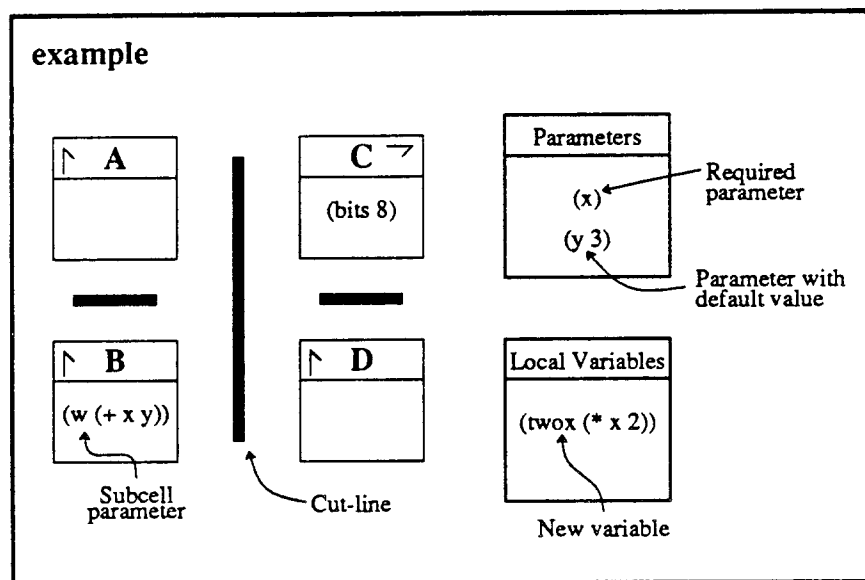 example
A
C
(bits 8)
Parameters
(x)
(y 3)
Required
parameter
Parameter with
default value
B
(w (+ x y))
Subcell
parameter
D
Cut-line
Local Variables
(twox (* x 2))
New variable